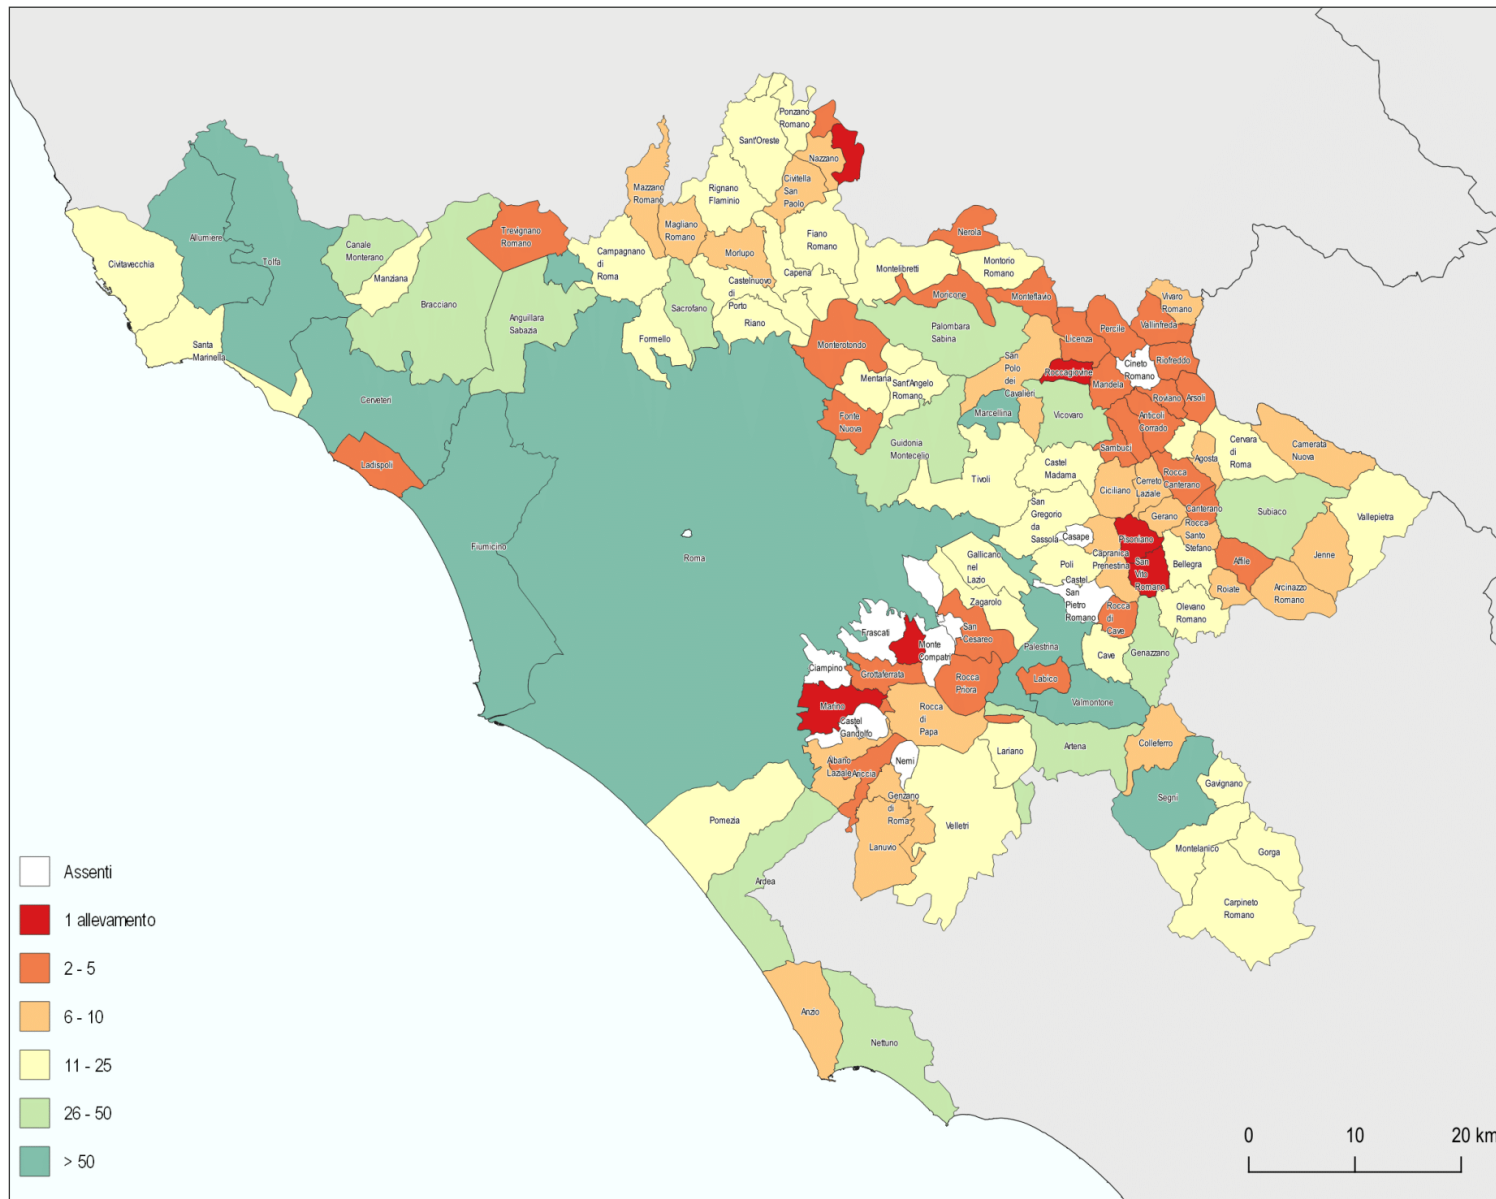 Ponzano
Romano
Sant'Oreste
Nazzano
Civitella
San
Paolo
Mazzano
Romano
Rignano
Flaminio
Magliano
Romano
Fiano
Romano
Trevignano
Romano
Nerola
Allumiere
Tolfa
Canale
Monterano
Manziana
Civitavecchia
Campagnano
di
Roma
Morlupo
Capena
Castelnuovo
di
Porto
Montelibretti
Montorio
Romano
Moricone
Monteflavio
Vivaro
Romano
Bracciano
Anguillara
Sabazia
Sacrofano
Riano
Formello
Palombara
Sabina
Licenza
Percile
Vallinfreda
Santa
Marinella
Monterotondo
San
Polo
dei
Cavalieri
Roccagiovine
Mandela
Cineto
Romano
Riofreddo
Mentana
Sant'Angelo
Romano
Cerveteri
Marcellina
Vicovaro
Roviano
Arsoli
Anticoli
Corrado
Fonte
Nuova
Guidonia
Montecelio
Sambuci
Agosta
Cervara
di
Roma
Camerata
Nuova
Ladispoli
Tivoli
Castel
Madama
Ciciliano
Cerreto
Laziale
Rocca
Canterano
Canterano
San
Gregorio
da
Sassola
Gerano
Rocca
Santo
Stefano
Subiaco
Vallepietra
Casape
Pisoniano
Fiumicino
Roma
Gallicano
nel
Lazio
Poli
Capranica
Prenestina
San
Vito
Romano
Bellegra
Affile
Jenne
Roiate
Arcinazzo
Romano
Castel
San
Pietro
Romano
Zagarolo
Rocca
di
Cave
Olevano
Romano
Frascati
Monte
Compatri
San
Cesareo
Palestrina
Cave
Genazzano
Ciampino
Grottaferrata
Rocca
Priora
Labico
Marino
Valmontone
Castel
Gandolfo
Rocca
di
Papa
Albano
Laziale
Ariccia
Nemi
Lariano
Artena
Colleferro
Genzano
di
Roma
Segni
Gavignano
Pomezia
Velletri
Lanuvio
Montelanico
Gorga
Ardea
Carpineto
Romano
Anzio
Nettuno
Assenti
1 allevamento
2 - 5
6 - 10
11 - 25
26 - 50
> 50
0 10 20 km